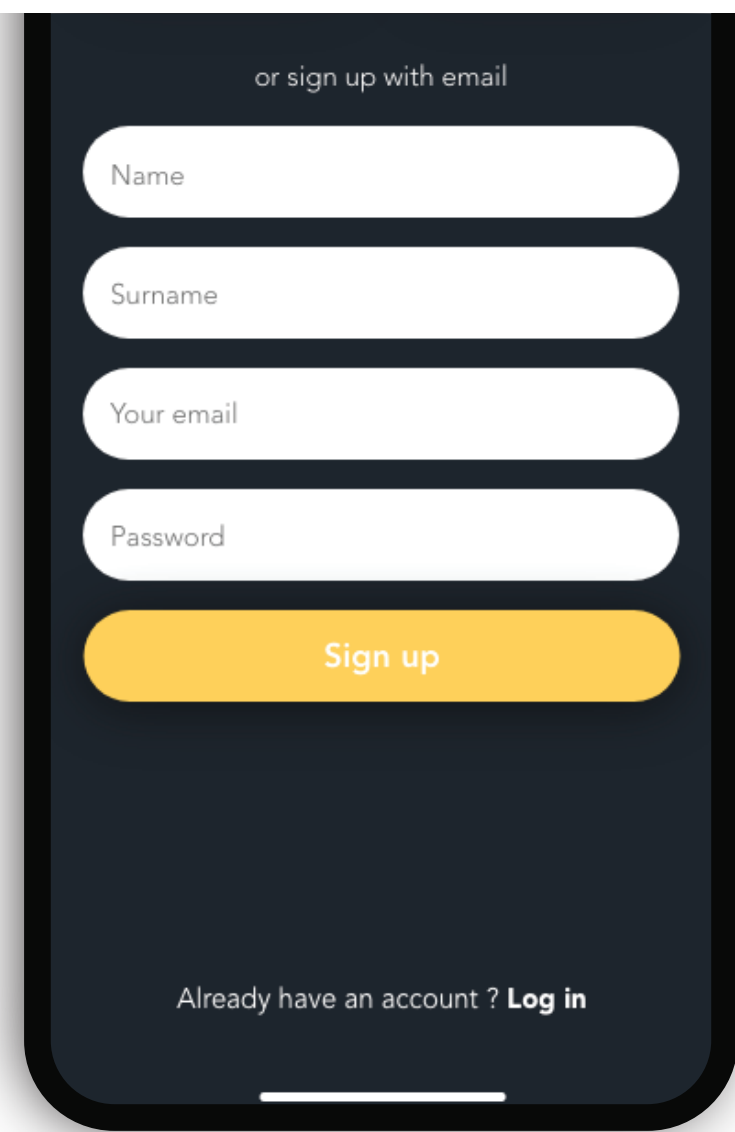 or sign up with email
Name
Surname
Your email
Password
Sign up
Already have an account ? Log in